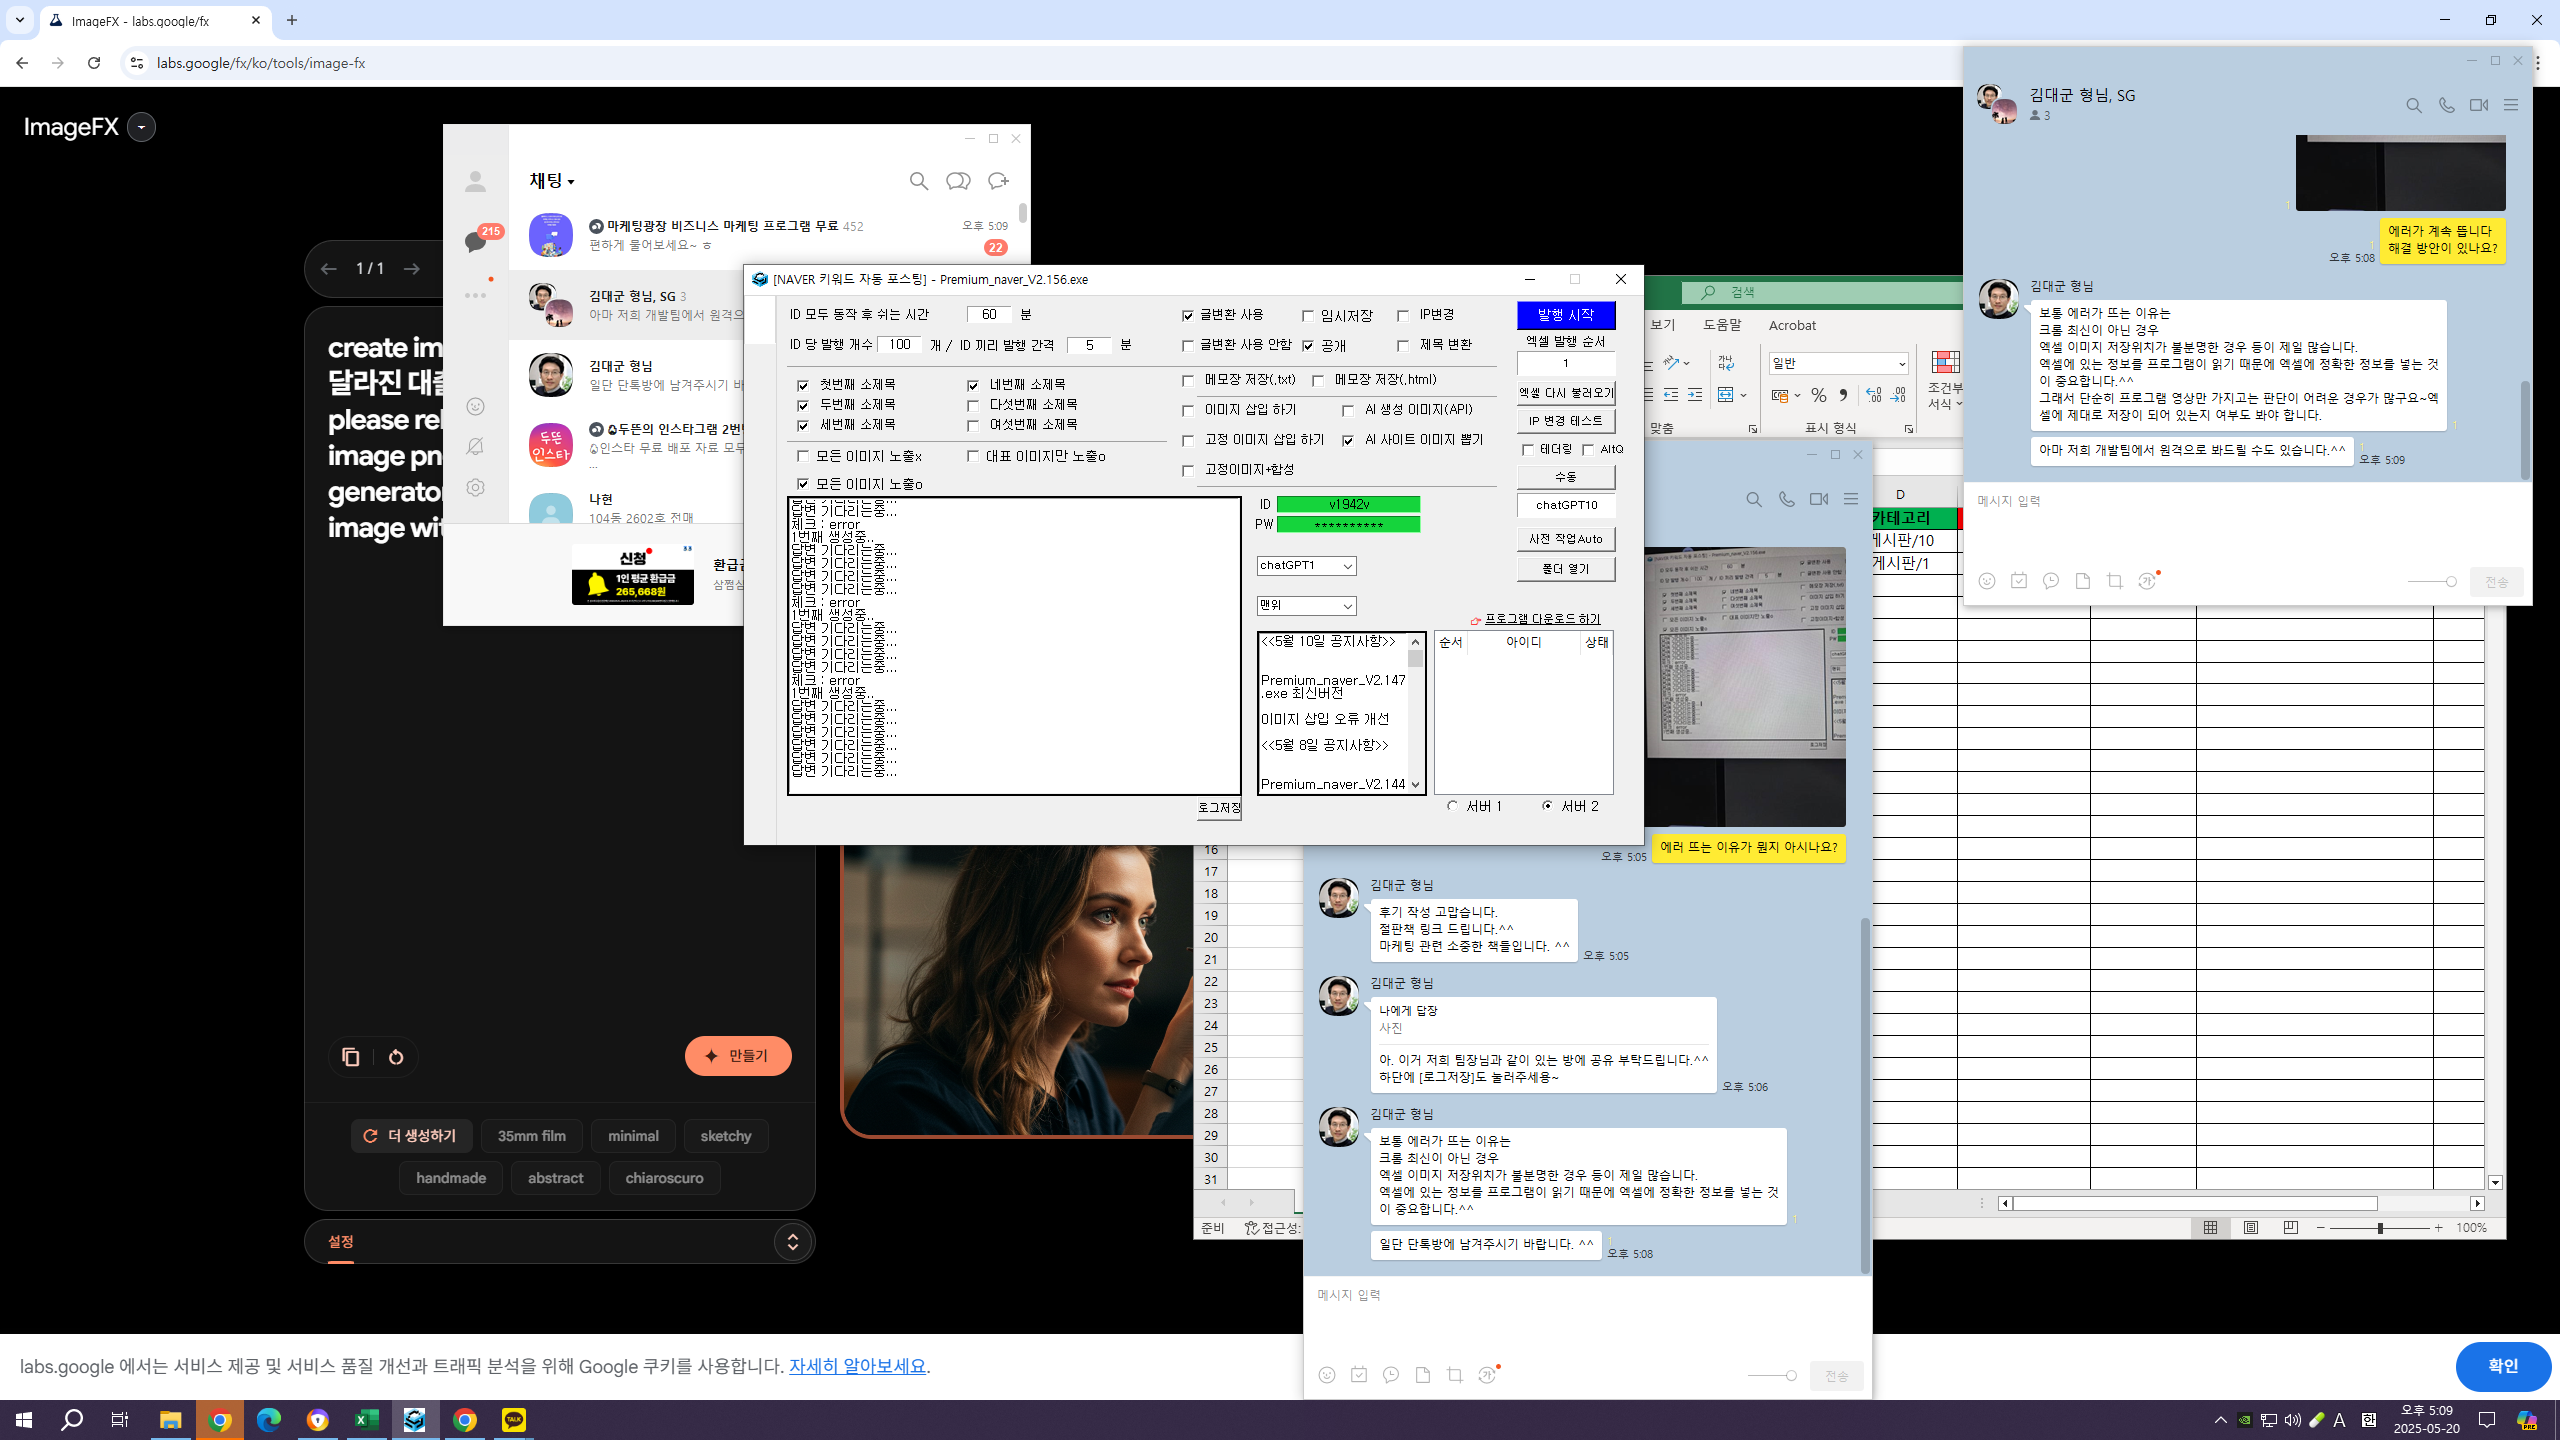 ImageFX - labs.google/fx
labs.google/fx/ko/tools/image-fx
ImageFX
1 / 1
create im
달라진 대출
please rel
image pn
generator
image wit
만들기
더 생성하기
35mm film
minimal
sketchy
handmade
abstract
chiaroscuro
설정
labs.google 에서는 서비스 제공 및 서비스 품질 개선과 트래픽 분석을 위해 Google 쿠키를 사용합니다. 자세히 알아보세요.
확인
채팅
215
마케팅광장 비즈니스 마케팅 프로그램 무료 452
오후 5:09
편하게 물어보세요~ ㅎ
22
김대군 형님, SG 3
아마 저희 개발팀에서 원격으
김대군 형님
일단 단톡방에 남겨주시기 바
두뜬
인스타
두뜬의 인스타그램 2번
인스타 무료 배포 자료 모두
...
나현
104동 2602호 전매
신청
1인 평균 환급금
265,668원
환급금
삼쩜삼
[NAVER 키워드 자동 포스팅] - Premium_naver_V2.156.exe
ID 모두 동작 후 쉬는 시간 60 분
ID 당 발행 개수 100 개 / ID 끼리 발행 간격 5 분
글변환 사용
임시저장
IP변경
글변환 사용 안함
공개
제목 변환
첫번째 소제목
네번째 소제목
두번째 소제목
다섯번째 소제목
세번째 소제목
여섯번째 소제목
모든 이미지 노출x
대표 이미지만 노출o
모든 이미지 노출o
메모장 저장(.txt)
메모장 저장(.html)
이미지 삽입 하기
AI 생성 이미지(API)
고정 이미지 삽입 하기
AI 사이트 이미지 뽑기
고정이미지+합성
발행 시작
엑셀 발행 순서
1
엑셀 다시 불러오기
IP 변경 테스트
테더링
AltQ
수동
chatGPT10
사전 작업Auto
폴더 열기
답변 기다리는중...
답변 기다리는중...
체크 : error
1번째 생성중..
답변 기다리는중...
답변 기다리는중...
답변 기다리는중...
답변 기다리는중...
체크 : error
1번째 생성중..
답변 기다리는중...
답변 기다리는중...
답변 기다리는중...
답변 기다리는중...
체크 : error
1번째 생성중..
답변 기다리는중...
답변 기다리는중...
답변 기다리는중...
답변 기다리는중...
답변 기다리는중...
답변 기다리는중...
로그저장
ID v1942v
PW **********
chatGPT1
맨위
프로그램 다운로드 하기
<<5월 10일 공지사항>>
Premium_naver_V2.147
.exe 최신버전
이미지 삽입 오류 개선
<<5월 8일 공지사항>>
Premium_naver_V2.144
순서
아이디
상태
서버 1
서버 2
검색
보기
도움말
Acrobat
일반
조건부
서식
맞춤
표시 형식
D
카테고리
게시판/10
게시판/1
16
17
18
19
20
21
22
23
24
25
26
27
28
29
30
31
준비
접근성:
100%
에러 뜨는 이유가 뭔지 아시나요?
오후 5:05
김대군 형님
후기 작성 고맙습니다.
절판책 링크 드립니다.^^
마케팅 관련 소중한 책들입니다. ^^
오후 5:05
김대군 형님
나에게 답장
사진
아. 이거 저희 팀장님과 같이 있는 방에 공유 부탁드립니다.^^
하단에 [로그저장]도 눌러주세용~
오후 5:06
김대군 형님
보통 에러가 뜨는 이유는
크롬 최신이 아닌 경우
엑셀 이미지 저장위치가 불분명한 경우 등이 제일 많습니다.
엑셀에 있는 정보를 프로그램이 읽기 때문에 엑셀에 정확한 정보를 넣는 것
이 중요합니다.^^
1
일단 단톡방에 남겨주시기 바랍니다. ^^
1
오후 5:08
메시지 입력
전송
김대군 형님, SG
3
1
에러가 계속 뜹니다
해결 방안이 있나요?
1
오후 5:08
김대군 형님
보통 에러가 뜨는 이유는
크롬 최신이 아닌 경우
엑셀 이미지 저장위치가 불분명한 경우 등이 제일 많습니다.
엑셀에 있는 정보를 프로그램이 읽기 때문에 엑셀에 정확한 정보를 넣는 것
이 중요합니다.^^
그래서 단순히 프로그램 영상만 가지고는 판단이 어려운 경우가 많구요~엑
셀에 제대로 저장이 되어 있는지 여부도 봐야 합니다.
1
아마 저희 개발팀에서 원격으로 봐드릴 수도 있습니다.^^
1
오후 5:09
메시지 입력
전송
A
한
오후 5:09
2025-05-20